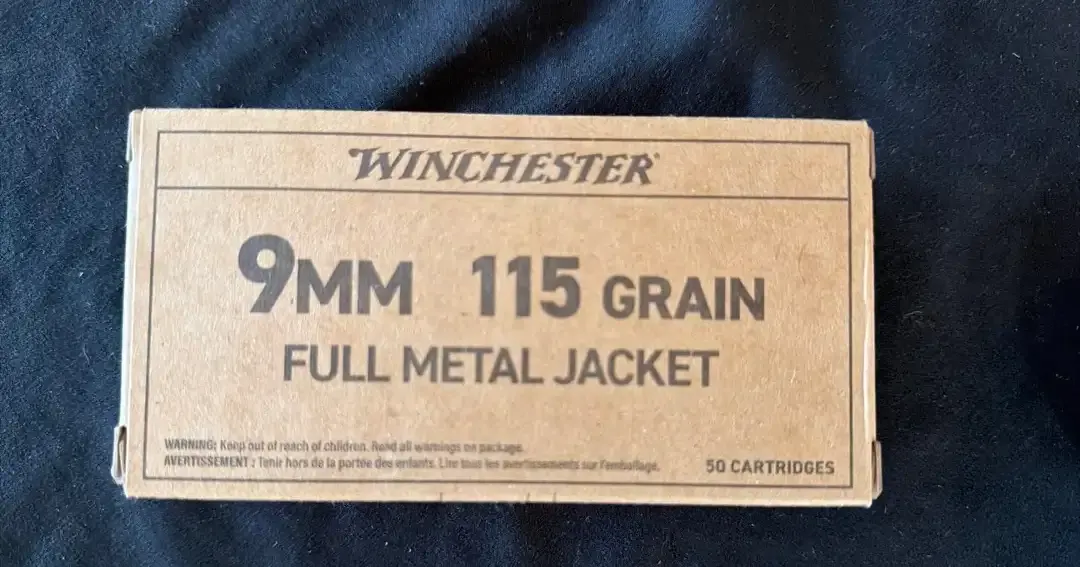 WINCHESTER
9MM 115 GRAIN
FULL METAL JACKET
WARNING: Keep out of reach of children. Read all warnings on package.
AVERTISSEMENT : Tenir hors de la portée des enfants. Lire tous les avertissements sur l'emballage.
50 CARTRIDGES